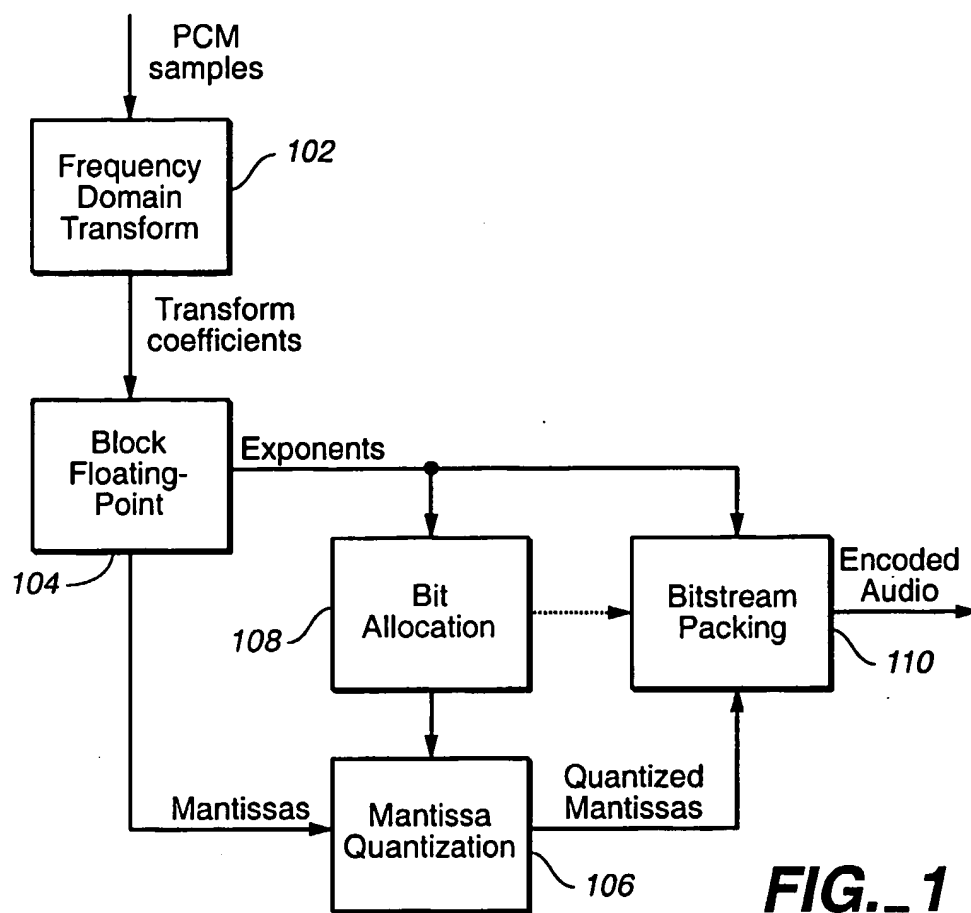 PCM
samples
Frequency
Domain
Transform
102
Transform
coefficients
Block
Floating-
Point
104
Exponents
Bit
Allocation
108
Bitstream
Packing
110
Encoded
Audio
Mantissas
Mantissa
Quantization
106
Quantized
Mantissas
FIG._1